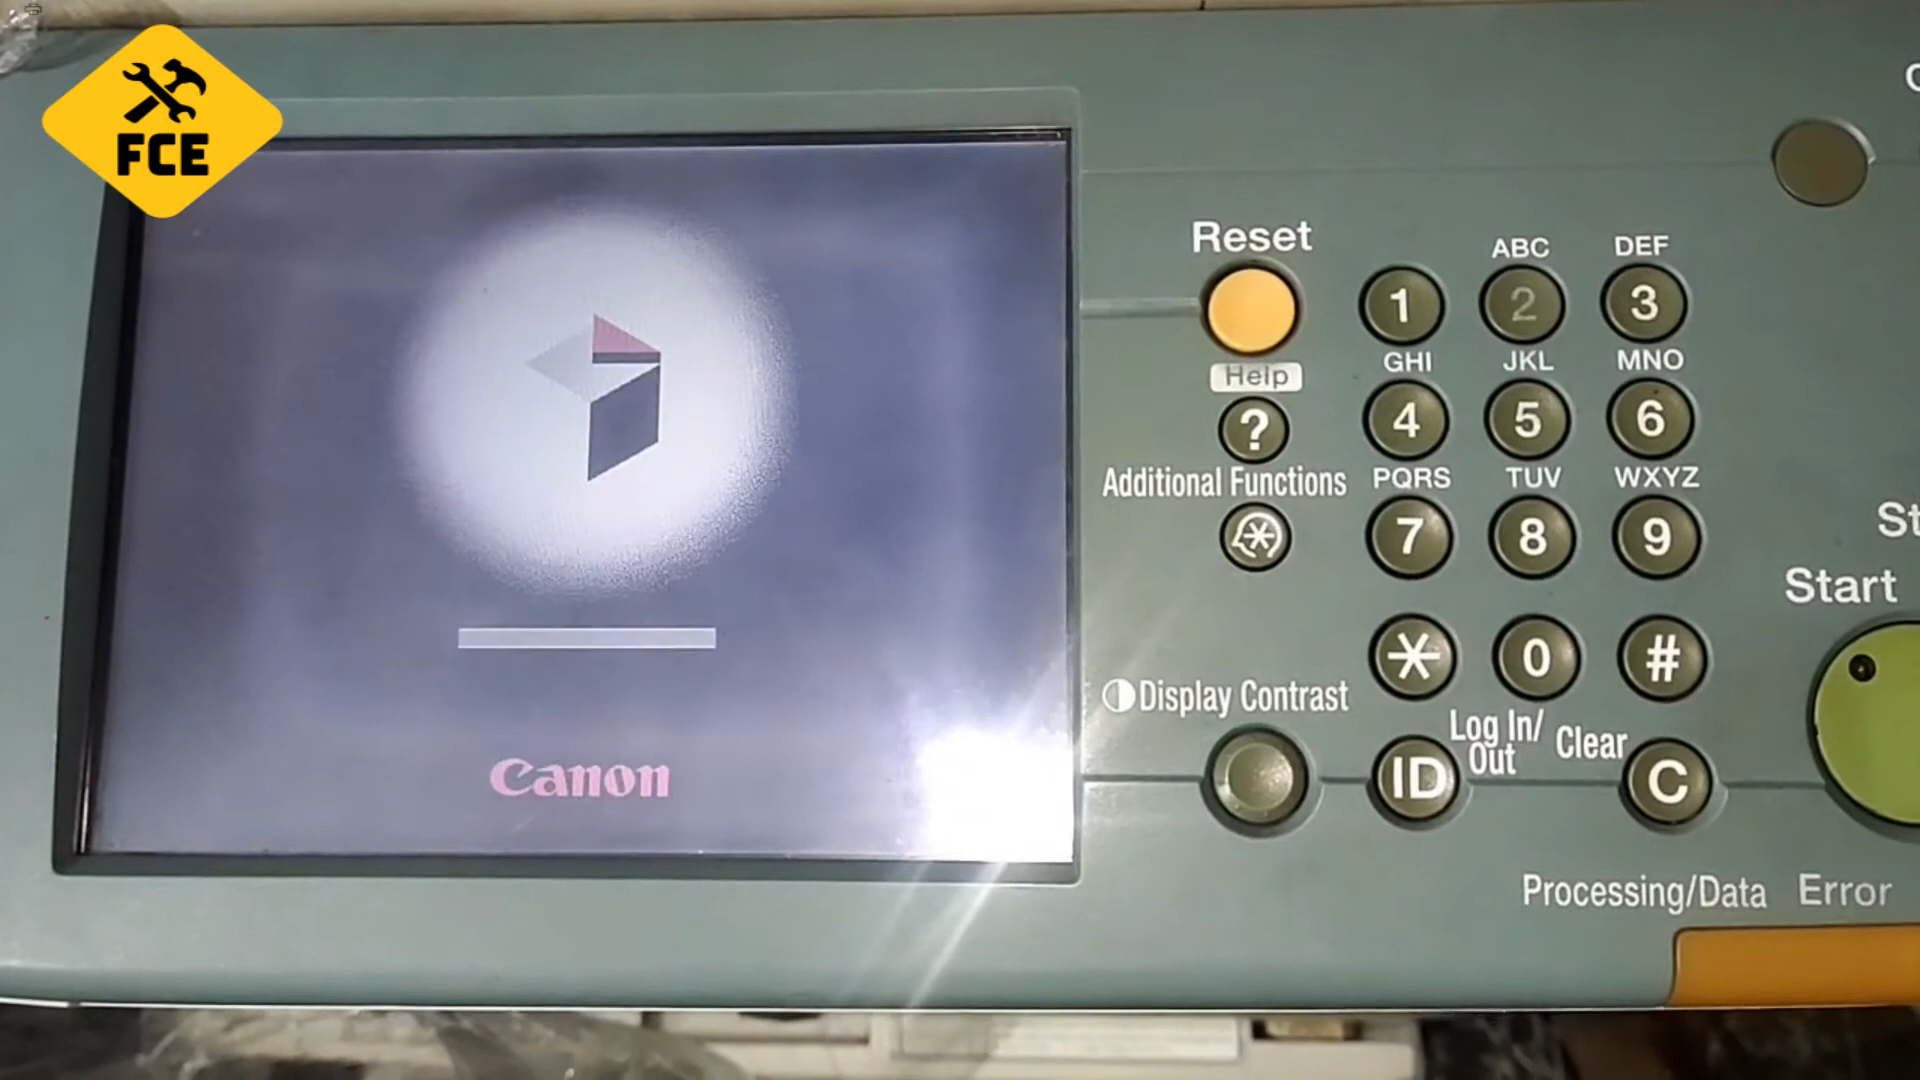 FCE
Canon
Reset
Help
?
Additional Functions
Display Contrast
ABC DEF
1 2 3
GHI JKL MNO
4 5 6
PQRS TUV WXYZ
7 8 9
* 0 #
Log In/
Out
Clear
ID C
Start
Processing/Data Error